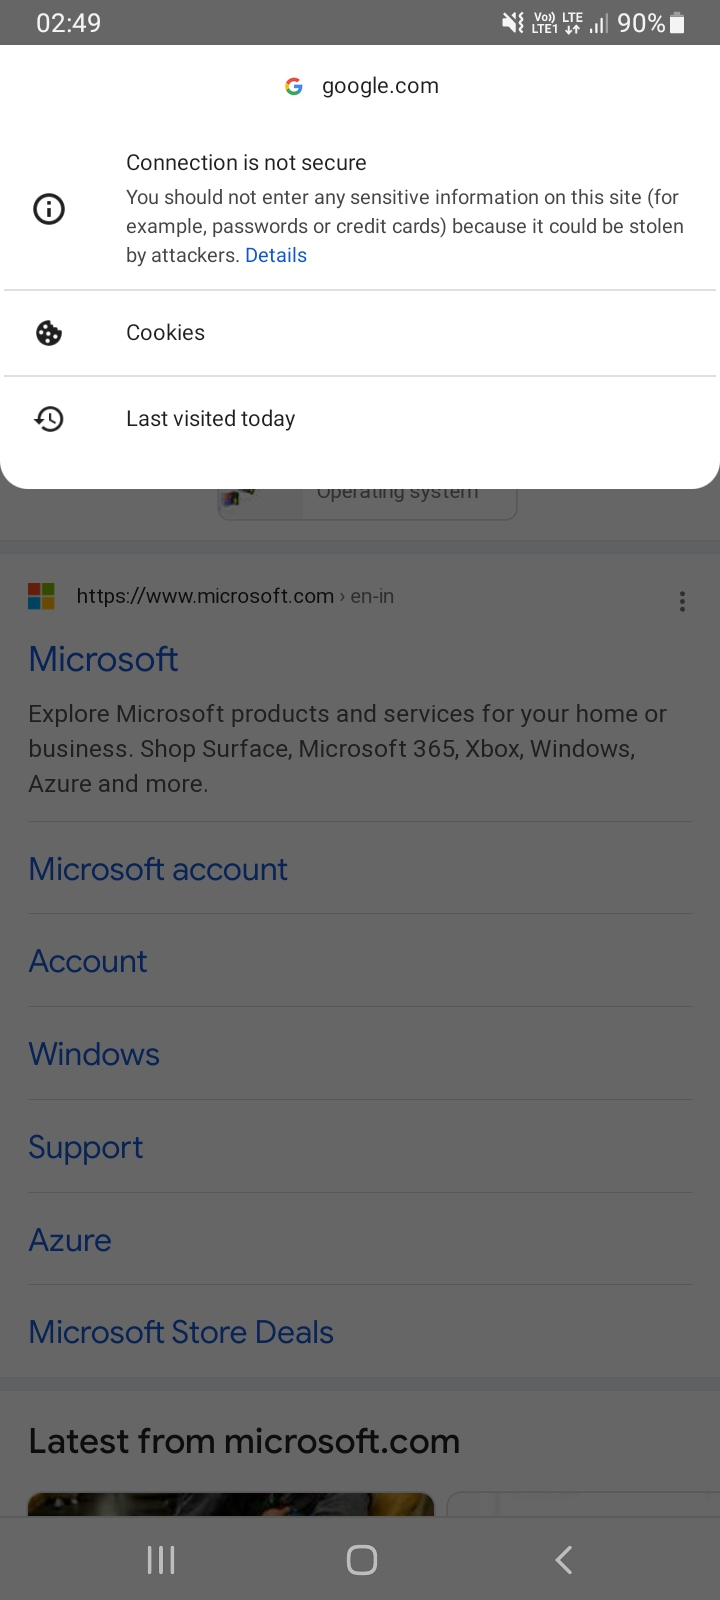 02:49
Vo)) LTE
LTE1
90%
google.com
Connection is not secure
You should not enter any sensitive information on this site (for
example, passwords or credit cards) because it could be stolen
by attackers. Details
Cookies
Last visited today
Operating system
https://www.microsoft.com › en-in
Microsoft
Explore Microsoft products and services for your home or
business. Shop Surface, Microsoft 365, Xbox, Windows,
Azure and more.
Microsoft account
Account
Windows
Support
Azure
Microsoft Store Deals
Latest from microsoft.com